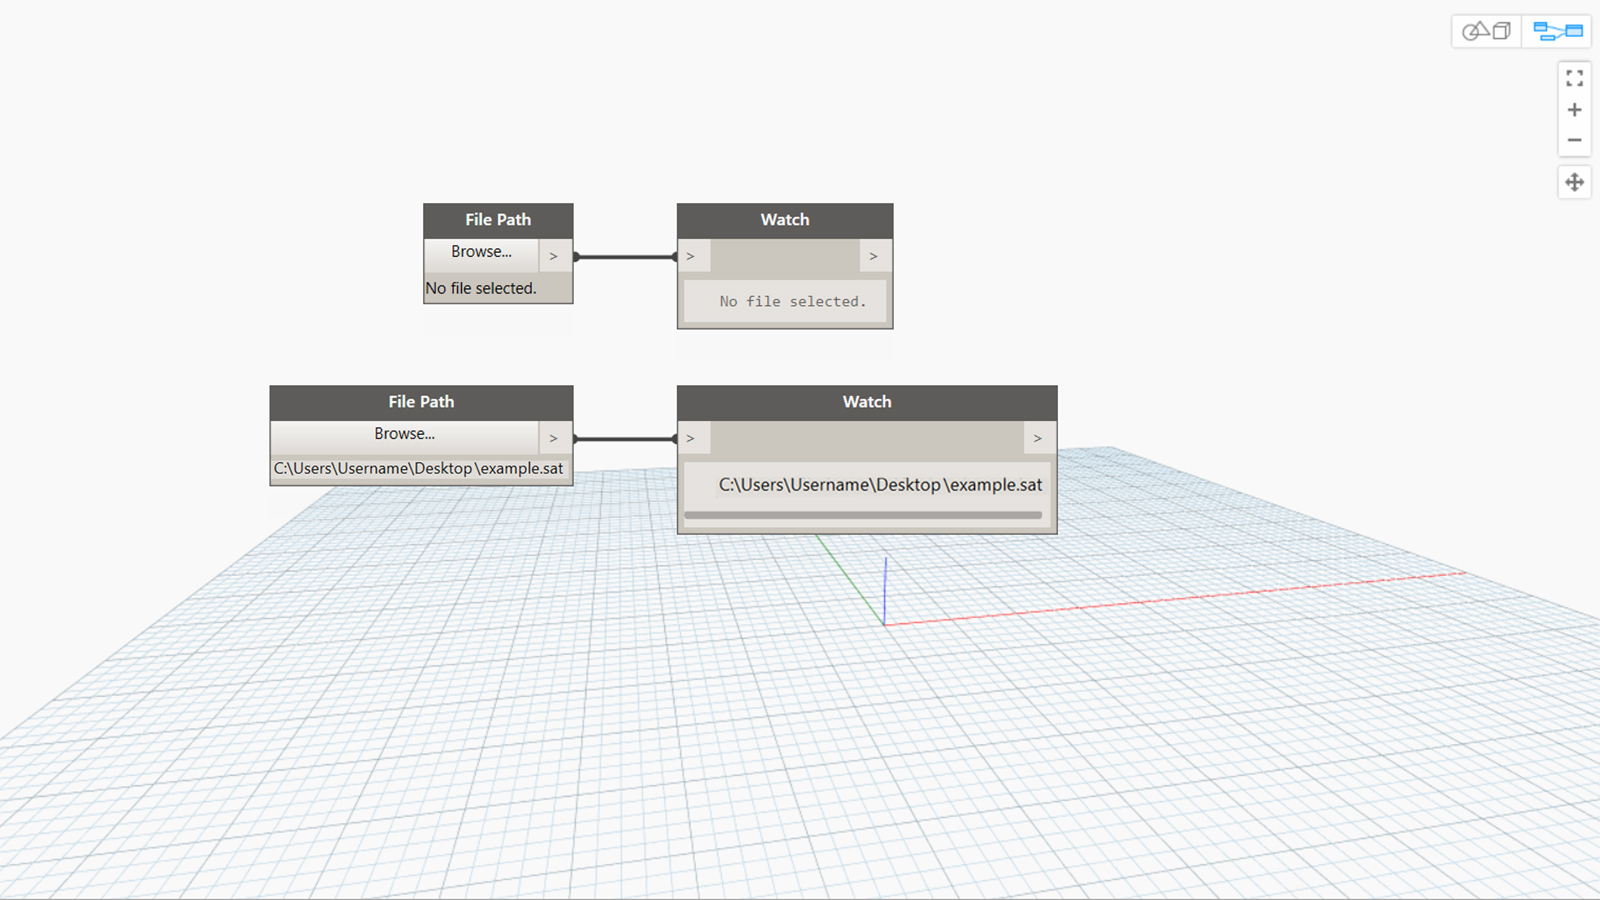 File Path
Browse...
>
No file selected.
Watch
>
>
No file selected.
File Path
Browse...
>
C:\Users\Username\Desktop\example.sat
Watch
>
>
C:\Users\Username\Desktop\example.sat